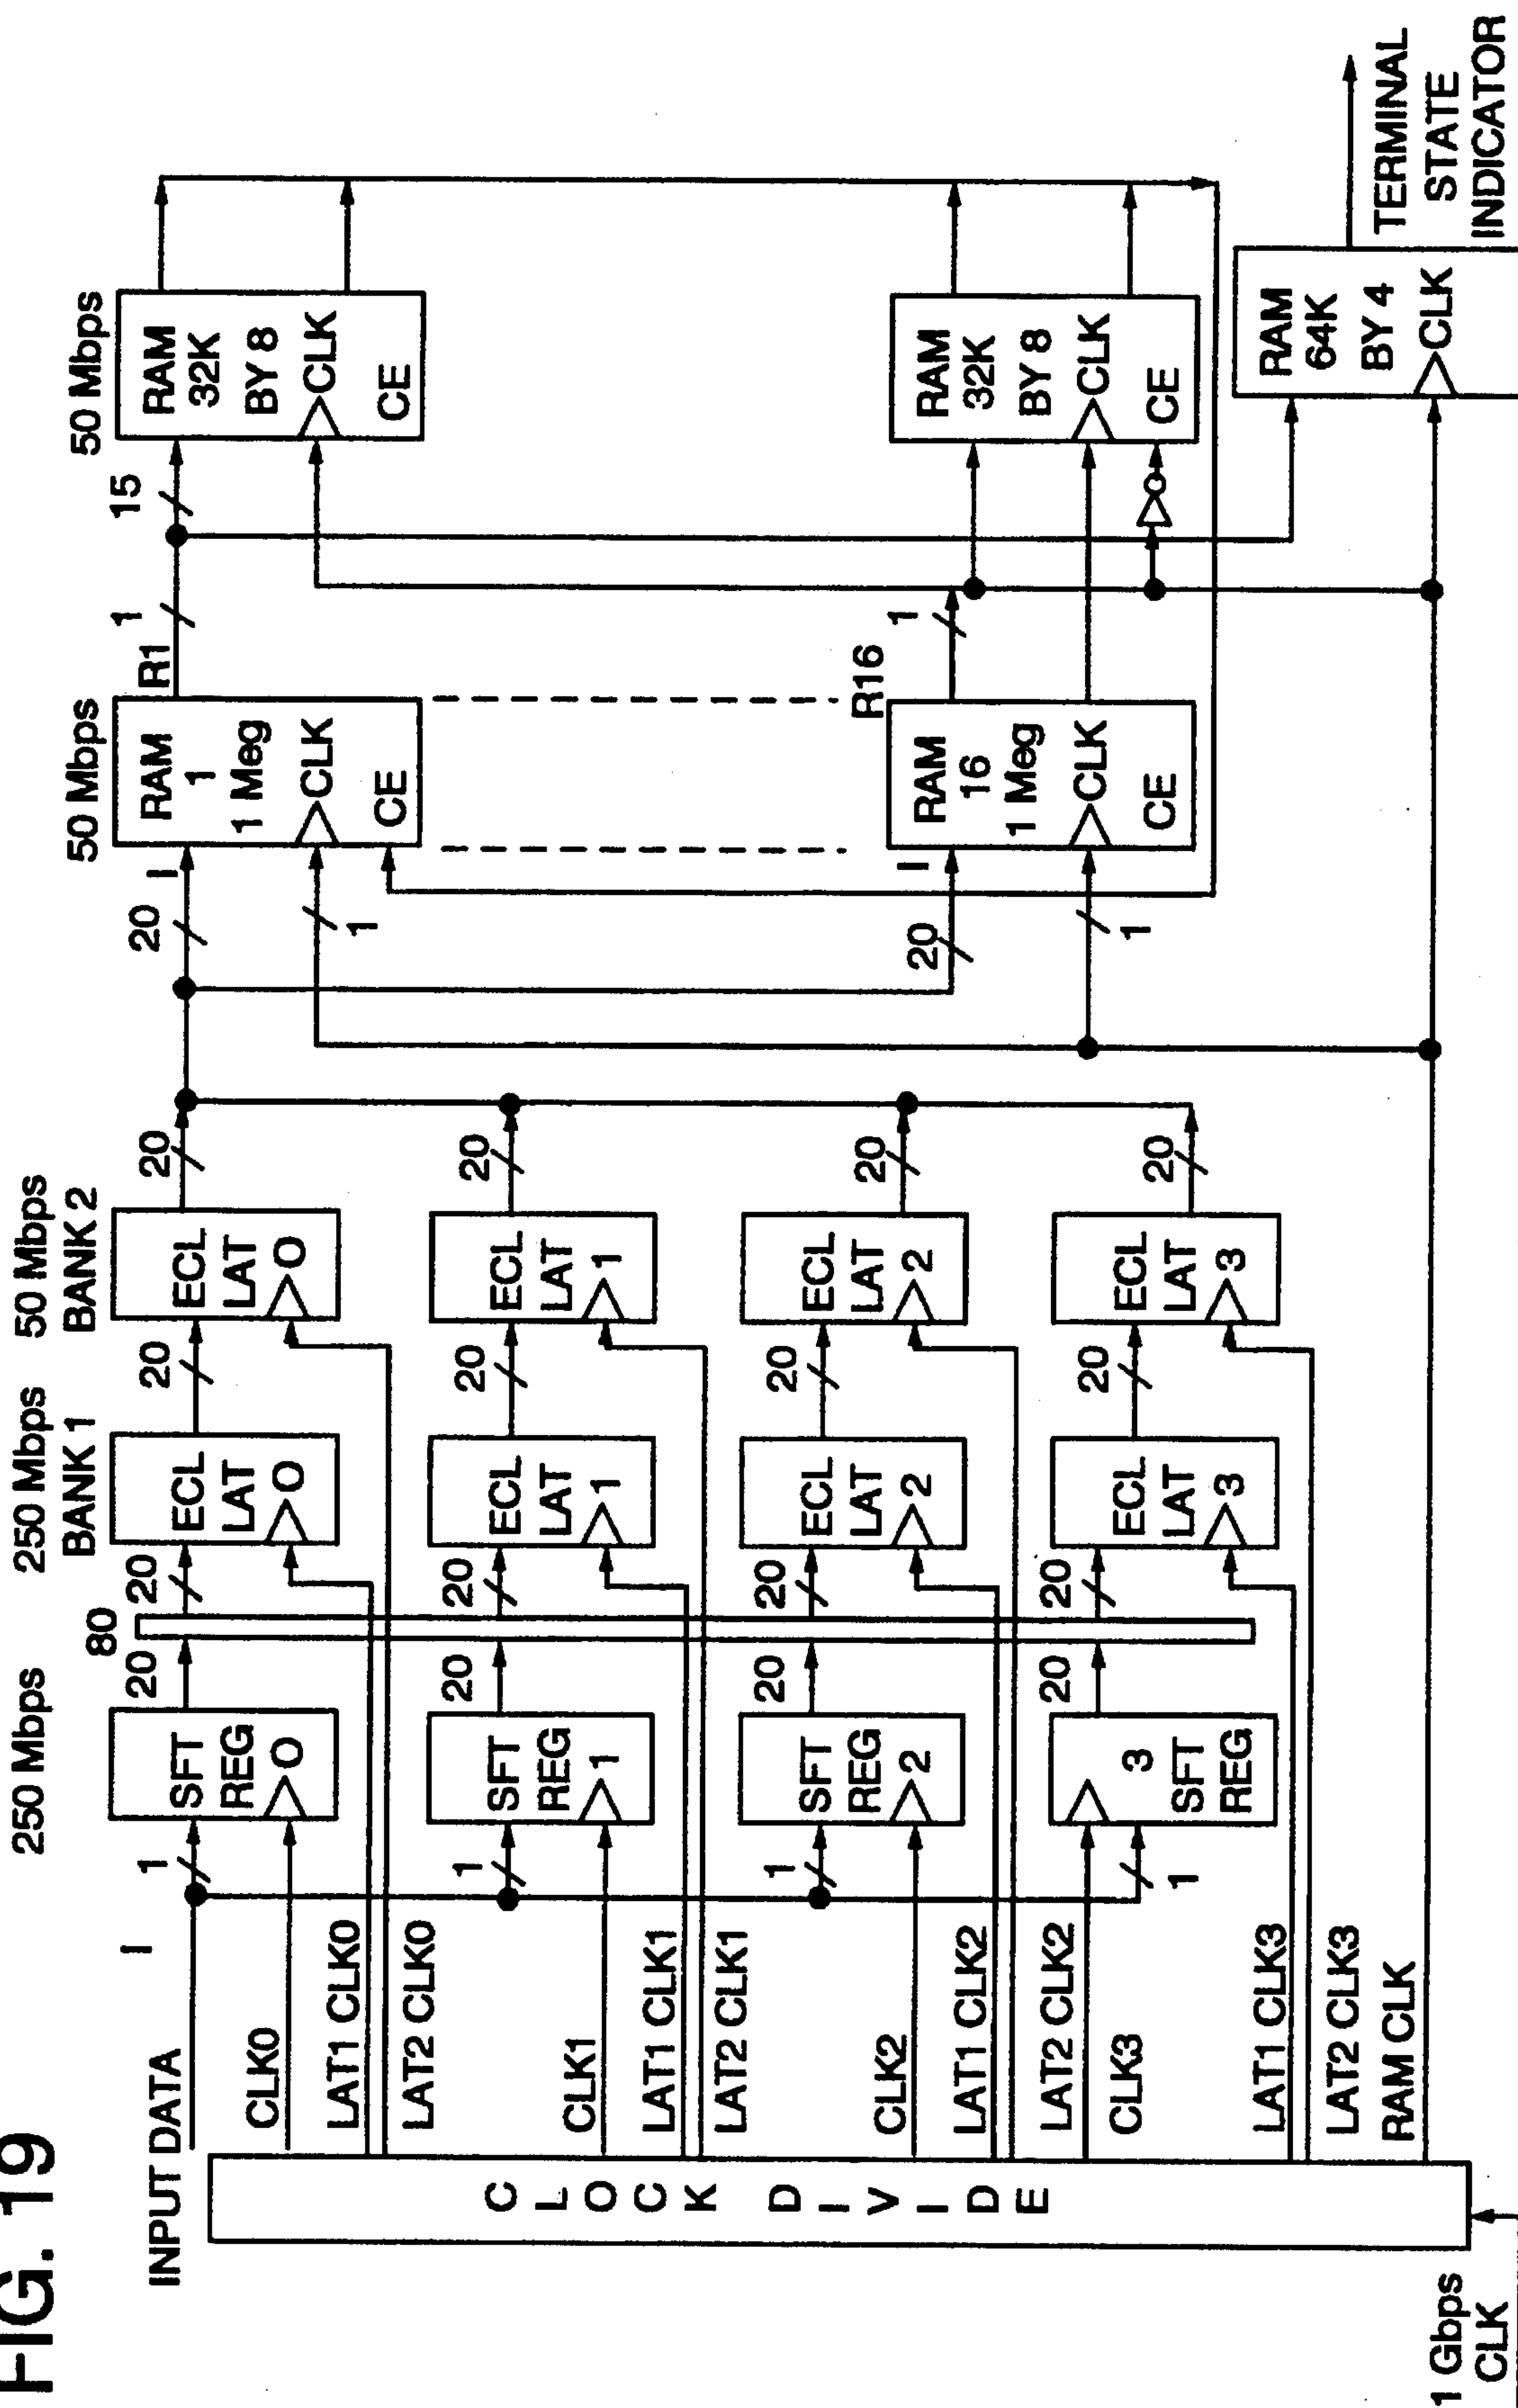 FIG. 19
250 Mbps
250 Mbps
BANK 1
50 Mbps
BANK 2
50 Mbps
50 Mbps
INPUT DATA
I
CLK0
LAT1 CLK0
LAT2 CLK0
CLK1
LAT1 CLK1
LAT2 CLK1
CLK2
LAT1 CLK2
LAT2 CLK2
CLK3
LAT1 CLK3
LAT2 CLK3
RAM CLK
CLOCK DIVIDE
1 Gbps
CLK
1
SFT
REG
0
20
80
20
ECL
LAT
0
20
ECL
LAT
0
20
1
SFT
REG
1
20
20
ECL
LAT
1
20
ECL
LAT
1
20
1
SFT
REG
2
20
20
ECL
LAT
2
20
ECL
LAT
2
20
1
3
SFT
REG
20
20
ECL
LAT
3
20
ECL
LAT
3
20
20
I
1
RAM
1
1 Meg
CLK
CE
R1
1
15
RAM
32K
BY 8
CLK
CE
20
I
1
RAM
16
1 Meg
CLK
CE
R16
1
RAM
32K
BY 8
CLK
CE
RAM
64K
BY 4
CLK
TERMINAL
STATE
INDICATOR